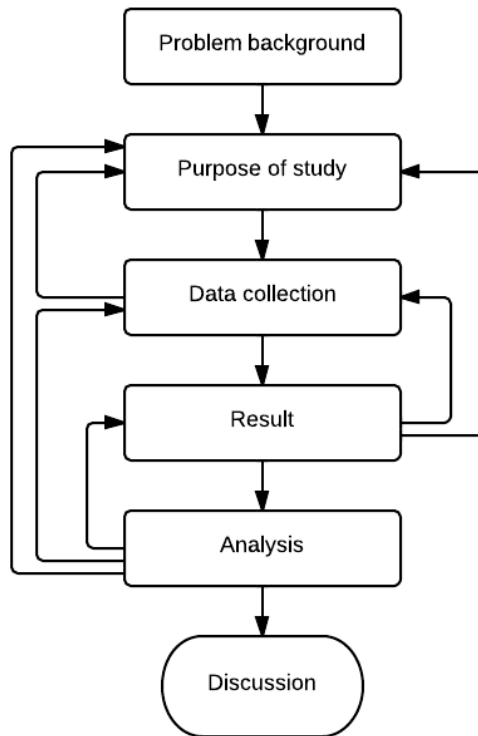 Problem background
Purpose of study
Data collection
Result
Analysis
Discussion